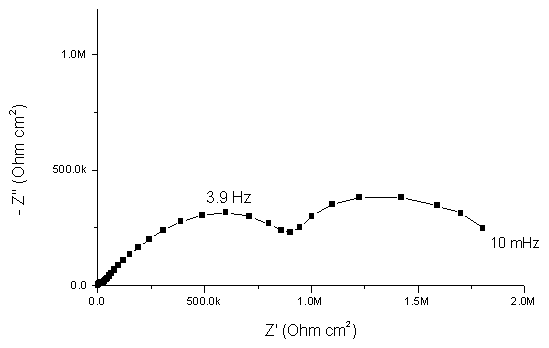 1.0M
- Z" (Ohm cm²)
500.0k
3.9 Hz
10 mHz
0.0
0.0 500.0k 1.0M 1.5M 2.0M
Z' (Ohm cm²)